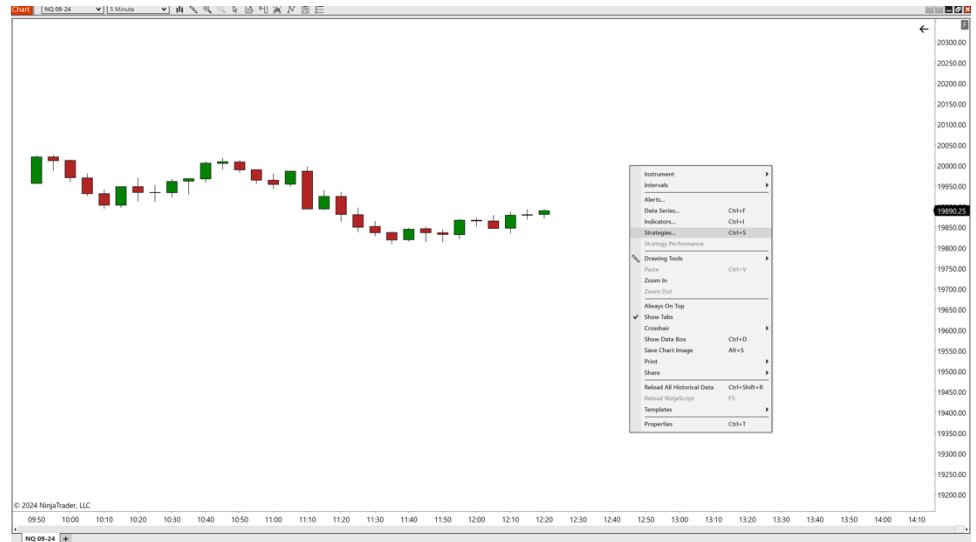 Chart NQ 09-24 5 Minute
F
20300.00
20250.00
20200.00
20150.00
20100.00
20050.00
20000.00
19950.00
19890.25
19850.00
19800.00
19750.00
19700.00
19650.00
19600.00
19550.00
19500.00
19450.00
19400.00
19350.00
19300.00
19250.00
19200.00
Instrument
Intervals
Alerts...
Data Series... Ctrl+F
Indicators... Ctrl+I
Strategies... Ctrl+S
Strategy Performance
Drawing Tools
Paste Ctrl+V
Zoom In
Zoom Out
Always On Top
Show Tabs
Crosshair
Show Data Box Ctrl+D
Save Chart Image Alt+S
Print
Share
Reload All Historical Data Ctrl+Shift+R
Reload NinjaScript F5
Templates
Properties Ctrl+T
© 2024 NinjaTrader, LLC
09:50 10:00 10:10 10:20 10:30 10:40 10:50 11:00 11:10 11:20 11:30 11:40 11:50 12:00 12:10 12:20 12:30 12:40 12:50 13:00 13:10 13:20 13:30 13:40 13:50 14:00 14:10
NQ 09-24 +